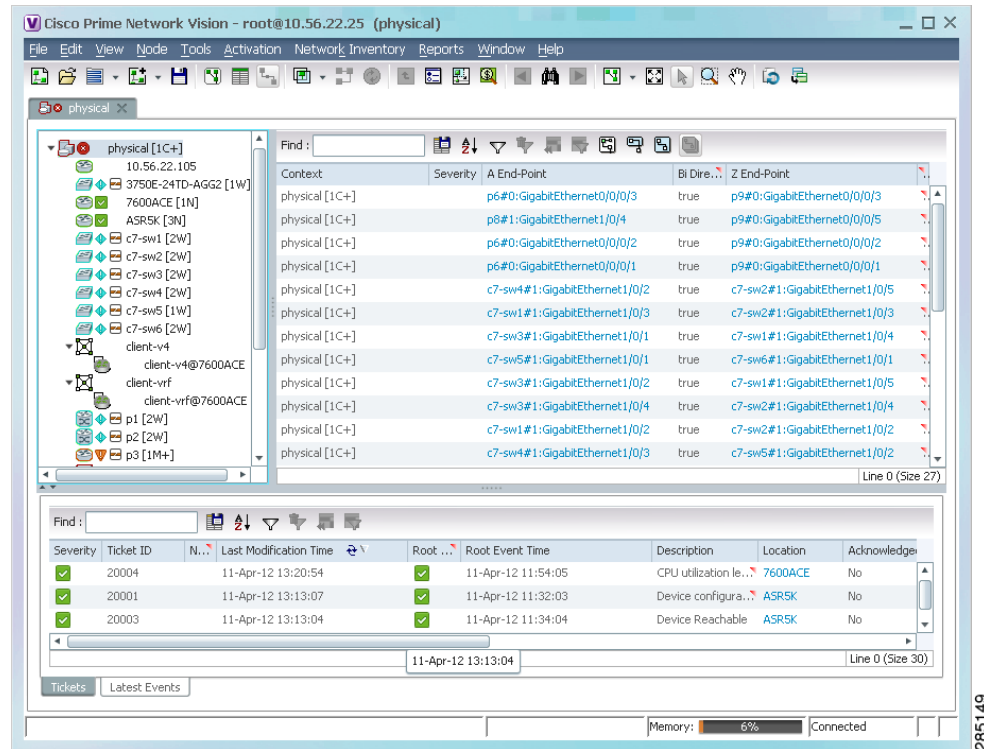 Cisco Prime Network Vision - root@10.56.22.25 (physical)
File Edit View Node Tools Activation Network Inventory Reports Window Help
physical
physical [1C+]
10.56.22.105
3750E-24TD-AGG2 [1W]
7600ACE [1N]
ASR5K [3N]
c7-sw1 [2W]
c7-sw2 [2W]
c7-sw3 [2W]
c7-sw4 [2W]
c7-sw5 [1W]
c7-sw6 [2W]
client-v4
client-v4@7600ACE
client-vrf
client-vrf@7600ACE
p1 [2W]
p2 [2W]
p3 [1M+]
Find :
Context Severity A End-Point Bi Dire... Z End-Point
physical [1C+] p6#0:GigabitEthernet0/0/0/3 true p9#0:GigabitEthernet0/0/0/3
physical [1C+] p8#1:GigabitEthernet1/0/4 true p9#0:GigabitEthernet0/0/0/5
physical [1C+] p6#0:GigabitEthernet0/0/0/2 true p9#0:GigabitEthernet0/0/0/2
physical [1C+] p6#0:GigabitEthernet0/0/0/1 true p9#0:GigabitEthernet0/0/0/1
physical [1C+] c7-sw4#1:GigabitEthernet1/0/2 true c7-sw2#1:GigabitEthernet1/0/5
physical [1C+] c7-sw1#1:GigabitEthernet1/0/3 true c7-sw2#1:GigabitEthernet1/0/3
physical [1C+] c7-sw3#1:GigabitEthernet1/0/1 true c7-sw1#1:GigabitEthernet1/0/4
physical [1C+] c7-sw5#1:GigabitEthernet1/0/1 true c7-sw6#1:GigabitEthernet1/0/1
physical [1C+] c7-sw3#1:GigabitEthernet1/0/2 true c7-sw1#1:GigabitEthernet1/0/5
physical [1C+] c7-sw3#1:GigabitEthernet1/0/4 true c7-sw2#1:GigabitEthernet1/0/4
physical [1C+] c7-sw1#1:GigabitEthernet1/0/2 true c7-sw2#1:GigabitEthernet1/0/2
physical [1C+] c7-sw4#1:GigabitEthernet1/0/3 true c7-sw5#1:GigabitEthernet1/0/2
Line 0 (Size 27)
Find :
Severity Ticket ID N... Last Modification Time Root ... Root Event Time Description Location Acknowledge
20004 11-Apr-12 13:20:54 11-Apr-12 11:54:05 CPU utilization le... 7600ACE No
20001 11-Apr-12 13:13:07 11-Apr-12 11:32:03 Device configura... ASR5K No
20003 11-Apr-12 13:13:04 11-Apr-12 11:34:04 Device Reachable ASR5K No
11-Apr-12 13:13:04
Line 0 (Size 30)
Tickets Latest Events
Memory: 6% Connected
285149